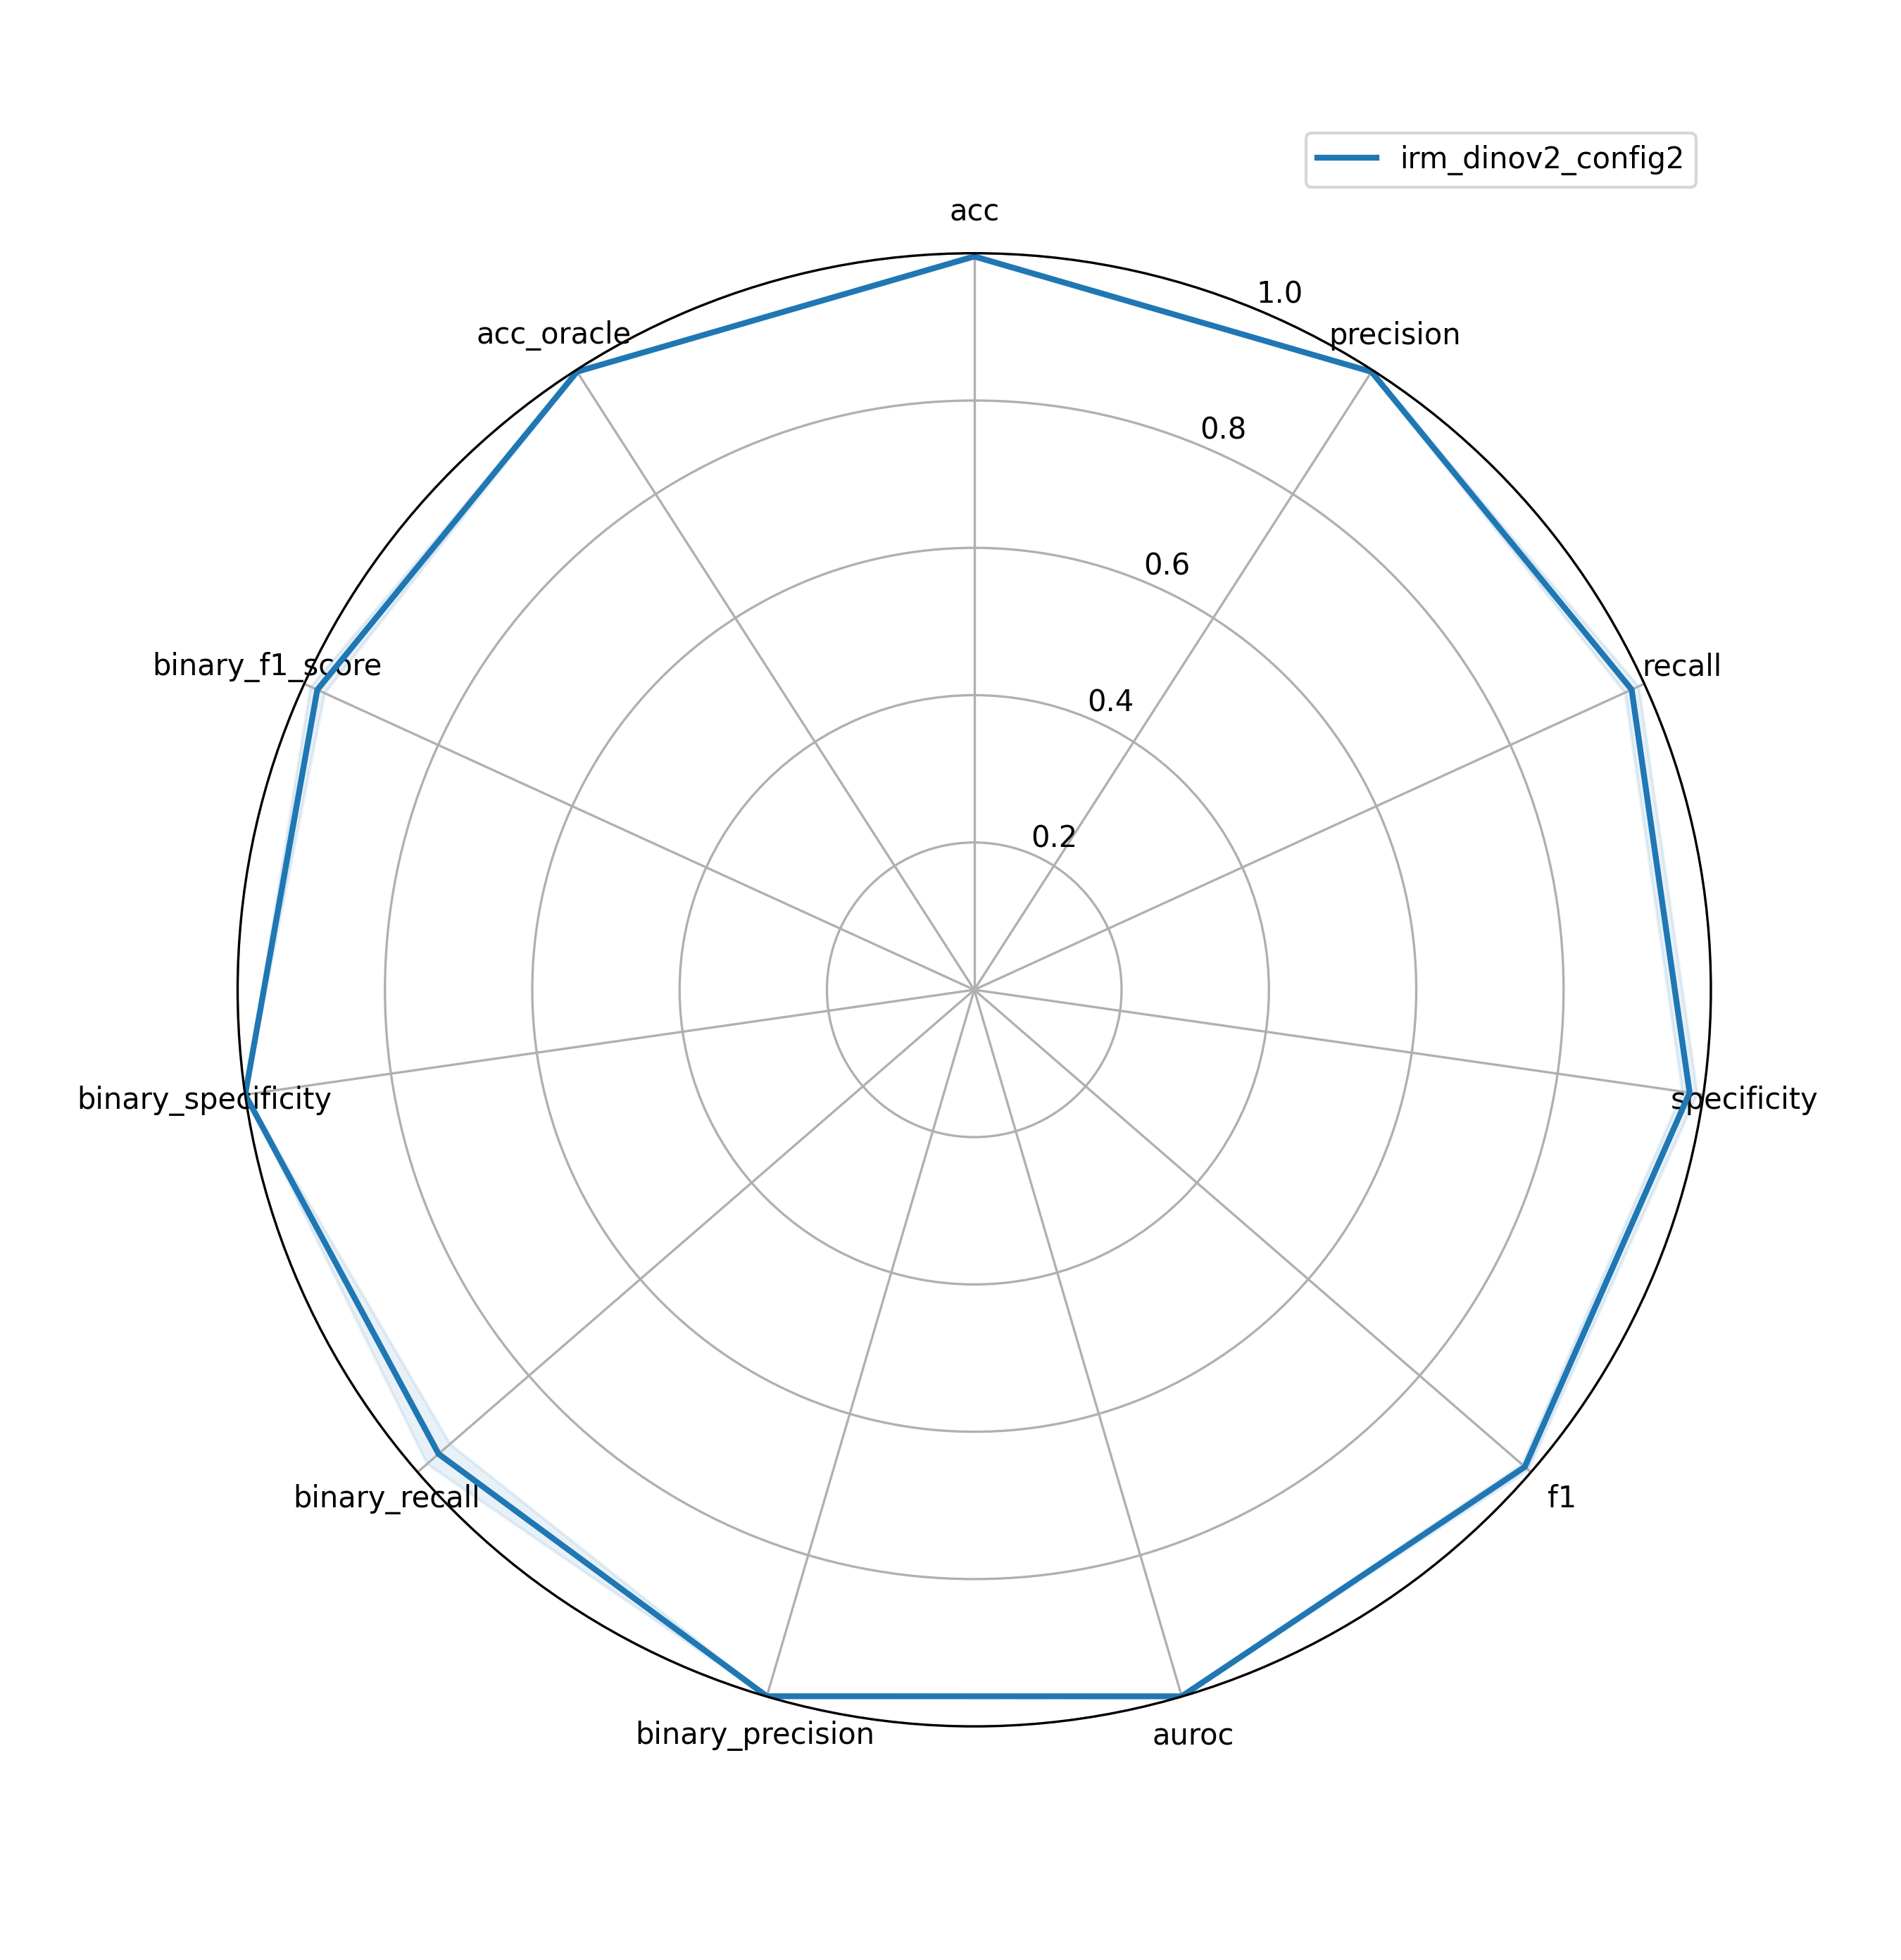 irm_dinov2_config2
acc
1.0
acc_oracle
precision
0.8
0.6
binary_f1_score
recall
0.4
0.2
binary_specificity
specificity
binary_recall
f1
binary_precision
auroc